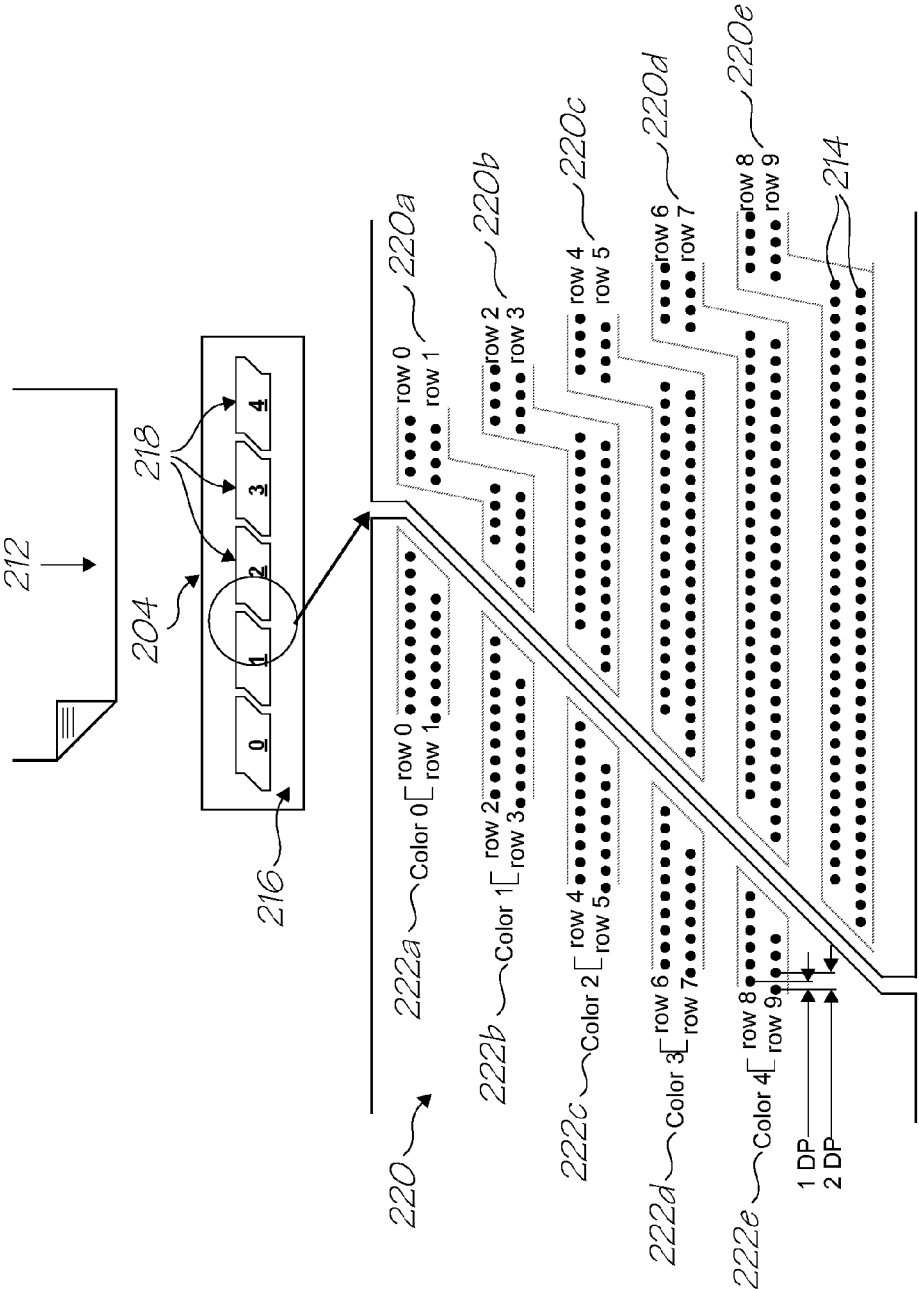 212
204
218
0
1
2
3
4
216
220
222a
Color 0
row 0
row 1
row 0
row 1
220a
222b
Color 1
row 2
row 3
row 2
row 3
220b
222c
Color 2
row 4
row 5
row 4
row 5
220c
222d
Color 3
row 6
row 7
row 6
row 7
220d
222e
Color 4
row 8
row 9
row 8
row 9
220e
1 DP
2 DP
214